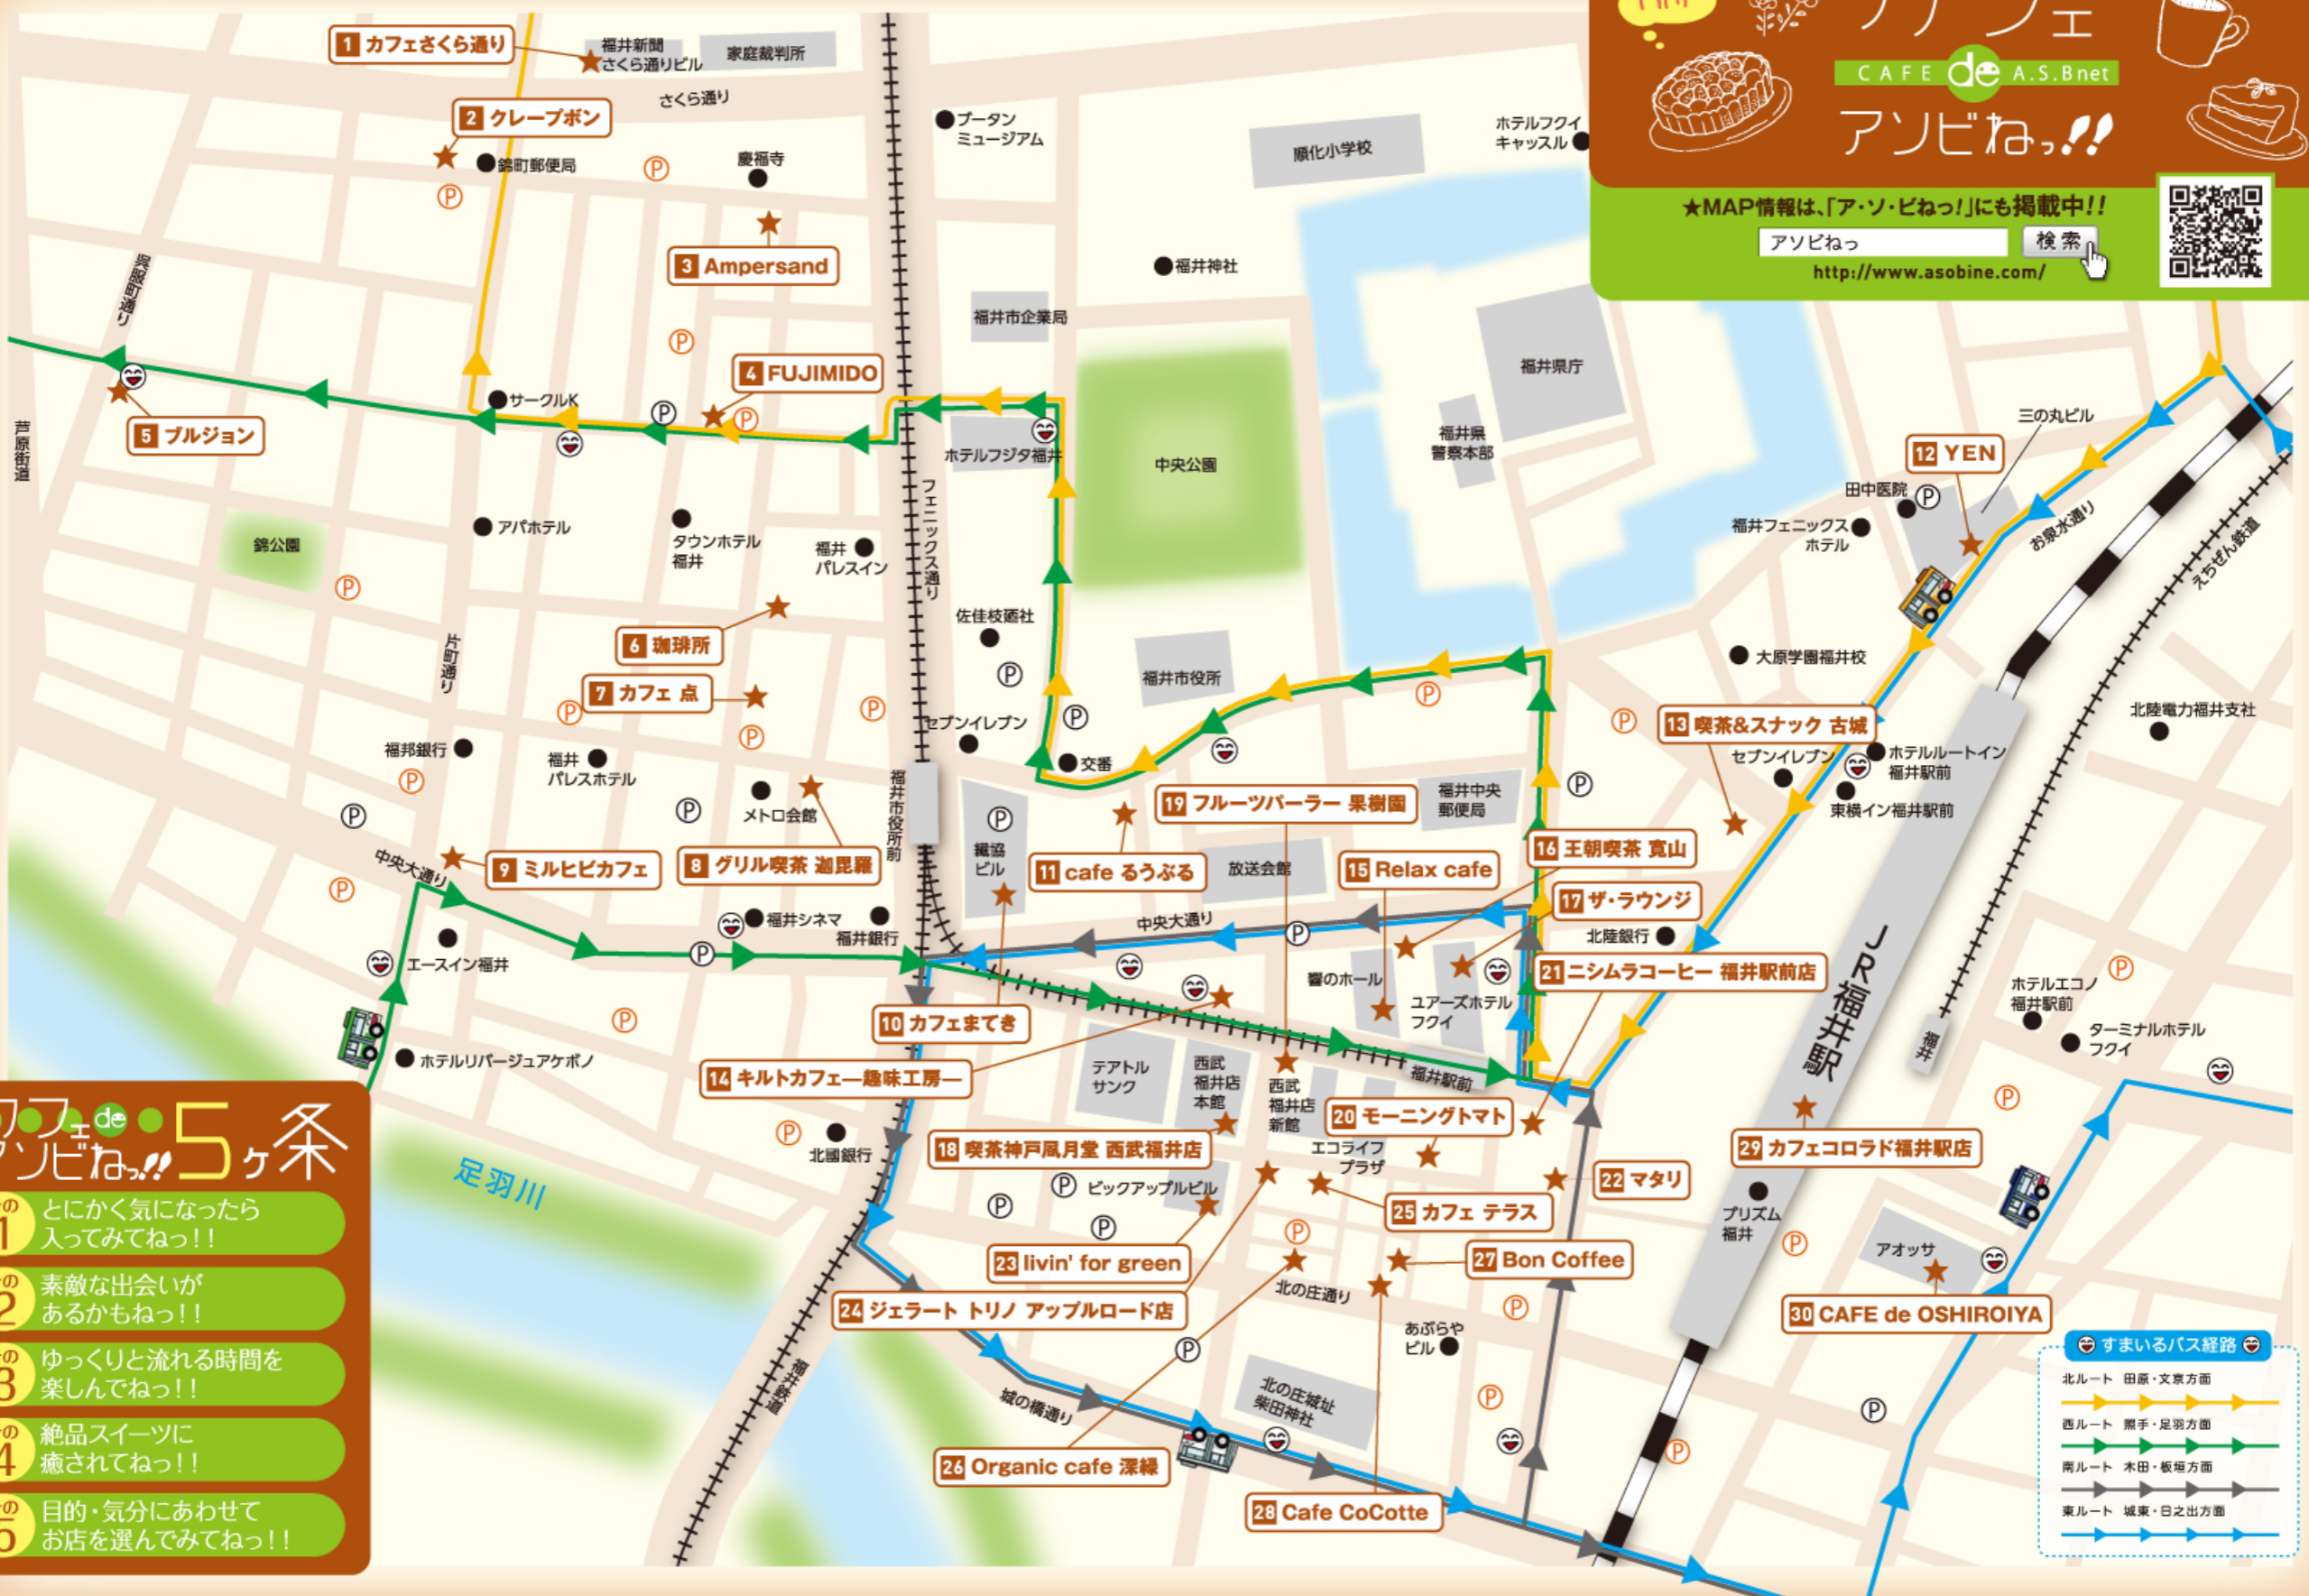 カフェ
CAFE de A.S.Bnet
アソビねっ!!
★MAP情報は、「ア・ソ・ビねっ!」にも掲載中!!
アソビねっ
検索
http://www.asobine.com/
1 カフェさくら通り
福井新聞
さくら通りビル
家庭裁判所
さくら通り
2 クレープボン
錦町郵便局
慶福寺
ブータン
ミュージアム
順化小学校
ホテルフクイ
キャッスル
3 Ampersand
福井神社
呉服町通り
福井市企業局
4 FUJIMIDO
サークルK
5 ブルジョン
芦原街道
ホテルフジタ福井
中央公園
福井県庁
福井県
警察本部
三の丸ビル
12 YEN
田中医院
福井フェニックス
ホテル
お泉水通り
えちぜん鉄道
フェニックス通り
錦公園
アパホテル
タウンホテル
福井
福井
パレスイン
佐佳枝廼社
6 珈琲所
片町通り
7 カフェ 点
福井市役所
大原学園福井校
北陸電力福井支社
セブンイレブン
交番
13 喫茶&スナック 古城
セブンイレブン
ホテルルートイン
福井駅前
東横イン福井駅前
福邦銀行
福井
パレスホテル
メトロ会館
福井市役所前
繊協
ビル
19 フルーツパーラー 果樹園
福井中央
郵便局
中央大通り
9 ミルヒビカフェ
8 グリル喫茶 迦毘羅
11 cafe るうぶる
放送会館
15 Relax cafe
16 王朝喫茶 寛山
17 ザ・ラウンジ
福井シネマ
福井銀行
中央大通り
北陸銀行
エースイン福井
響のホール
ユアーズホテル
フクイ
21 ニシムラコーヒー 福井駅前店
JR福井駅
ホテルエコノ
福井駅前
ターミナルホテル
フクイ
福井
10 カフェまてき
ホテルリバージュアケボノ
14 キルトカフェ―趣味工房―
テアトル
サンク
西武
福井店
本館
西武
福井店
新館
福井駅前
20 モーニングトマト
北國銀行
18 喫茶神戸凮月堂 西武福井店
エコライフ
プラザ
29 カフェコロラド福井駅店
22 マタリ
足羽川
ビックアップルビル
25 カフェ テラス
プリズム
福井
アオッサ
23 livin' for green
27 Bon Coffee
北の庄通り
24 ジェラート トリノ アップルロード店
あぶらや
ビル
30 CAFE de OSHIROIYA
福井鉄道
城の橋通り
北の庄城址
柴田神社
26 Organic cafe 深緑
28 Cafe CoCotte
カフェde
アソビねっ!! 5ヶ条
の1
とにかく気になったら
入ってみてねっ!!
の2
素敵な出会いが
あるかもねっ!!
の3
ゆっくりと流れる時間を
楽しんでねっ!!
の4
絶品スイーツに
癒されてねっ!!
の5
目的・気分にあわせて
お店を選んでみてねっ!!
すまいるバス経路
北ルート 田原・文京方面
西ルート 照手・足羽方面
南ルート 木田・板垣方面
東ルート 城東・日之出方面